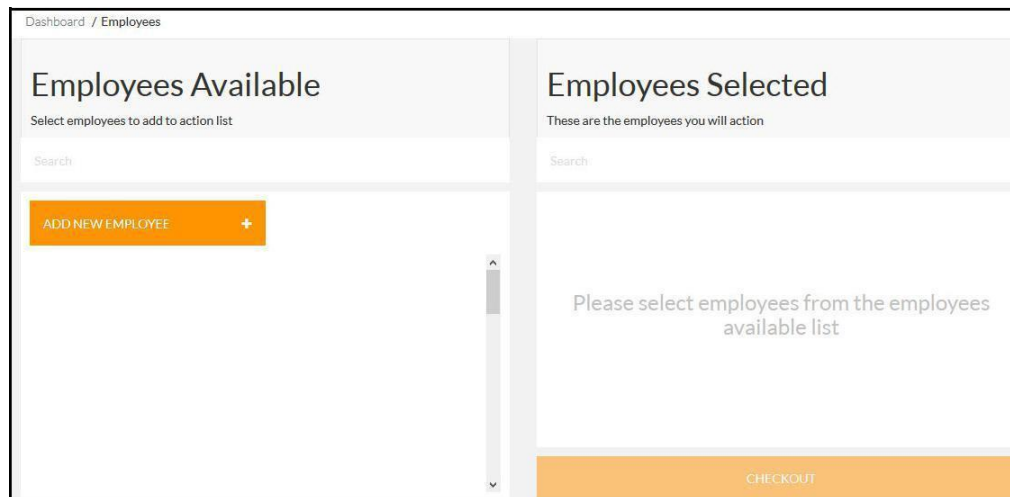 Dashboard / Employees
Employees Available
Select employees to add to action list
Search
ADD NEW EMPLOYEE +
Employees Selected
These are the employees you will action
Search
Please select employees from the employees
available list
CHECKOUT